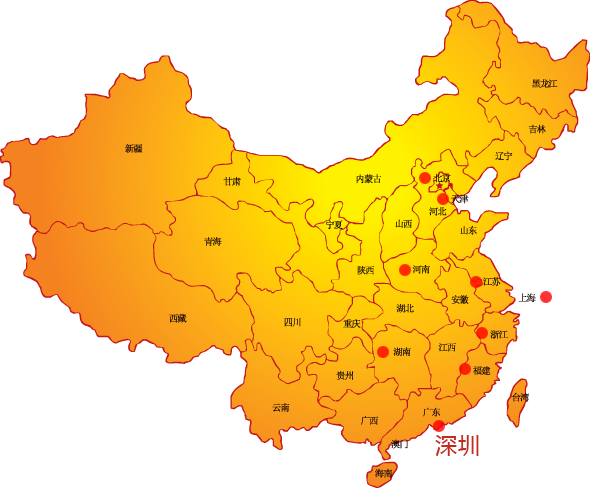 黑龙江
吉林
新疆
辽宁
甘肃
内蒙古
北京
天津
河北
宁夏
山西
山东
青海
陕西
河南
江苏
上海
安徽
西藏
四川
重庆
湖北
浙江
湖南
江西
贵州
福建
云南
广西
广东
台湾
澳门
深圳
海南